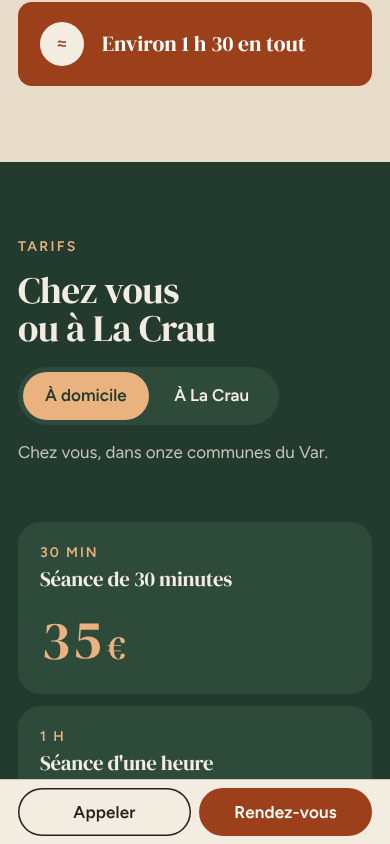 ≈
Environ 1 h 30 en tout
TARIFS
Chez vous
ou à La Crau
À domicile
À La Crau
Chez vous, dans onze communes du Var.
30 MIN
Séance de 30 minutes
35 €
1 H
Séance d'une heure
Appeler
Rendez-vous